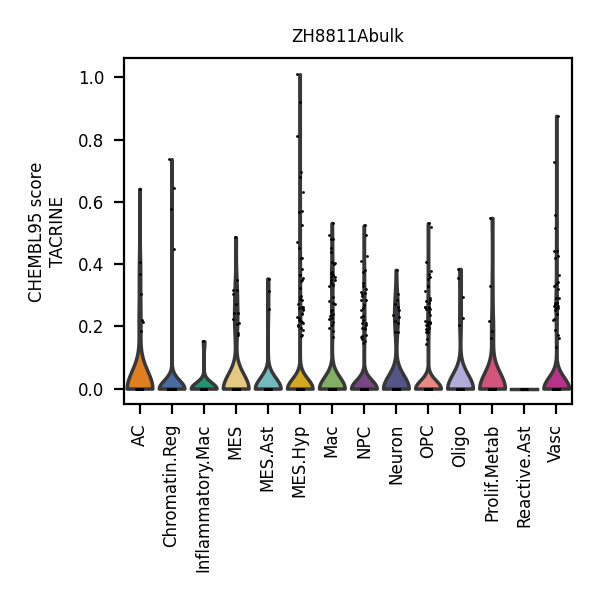 ZH8811Abulk
CHEMBL95 score
TACRINE
1.0
0.8
0.6
0.4
0.2
0.0
AC
Chromatin.Reg
Inflammatory.Mac
MES
MES.Ast
MES.Hyp
Mac
NPC
Neuron
OPC
Oligo
Prolif.Metab
Reactive.Ast
Vasc